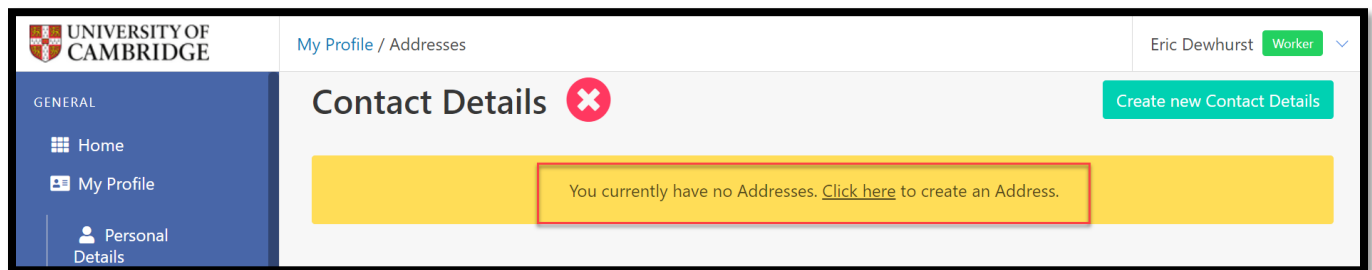 UNIVERSITY OF
CAMBRIDGE
My Profile / Addresses
Eric Dewhurst Worker
GENERAL
Home
My Profile
Personal
Details
Contact Details
Create new Contact Details
You currently have no Addresses. Click here to create an Address.